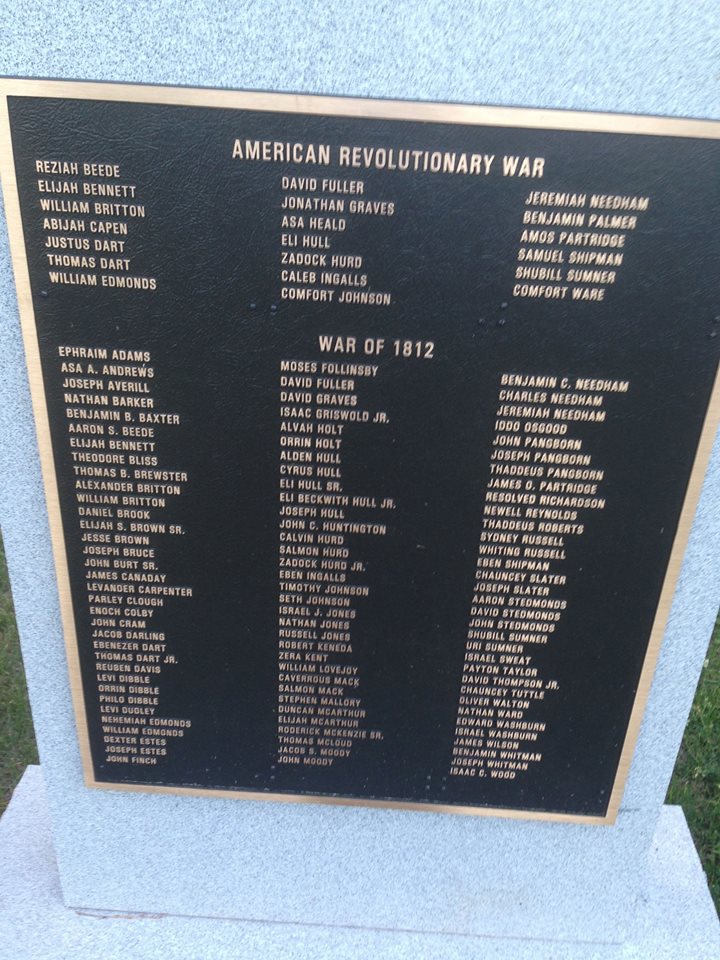 AMERICAN REVOLUTIONARY WAR
REZIAH BEEDE
ELIJAH BENNETT
WILLIAM BRITTON
ABIJAH CAPEN
JUSTUS DART
THOMAS DART
WILLIAM EDMONDS
DAVID FULLER
JONATHAN GRAVES
ASA HEALD
ELI HULL
ZADOCK HURD
CALEB INGALLS
COMFORT JOHNSON
JEREMIAH NEEDHAM
BENJAMIN PALMER
AMOS PARTRIDGE
SAMUEL SHIPMAN
SHUBILL SUMNER
COMFORT WARE
WAR OF 1812
EPHRAIM ADAMS
ASA A. ANDREWS
JOSEPH AVERILL
NATHAN BARKER
BENJAMIN B. BAXTER
AARON S. BEEDE
ELIJAH BENNETT
THEODORE BLISS
THOMAS B. BREWSTER
ALEXANDER BRITTON
WILLIAM BRITTON
DANIEL BROOK
ELIJAH S. BROWN SR.
JESSE BROWN
JOSEPH BRUCE
JOHN BURT SR.
JAMES CANADAY
LEVANDER CARPENTER
PARLEY CLOUGH
ENOCH COLBY
JOHN CRAM
JACOB DARLING
EBENEZER DART
THOMAS DART JR.
REUBEN DAVIS
LEVI DIBBLE
ORRIN DIBBLE
PHILO DIBBLE
LEVI DUGLEY
NEHEMIAH EDMONDS
WILLIAM EDMONDS
DEXTER ESTES
JOSEPH ESTES
JOHN FINCH
MOSES FOLLINSBY
DAVID FULLER
DAVID GRAVES
ISAAC GRISWOLD JR.
ALVAH HOLT
ORRIN HOLT
ALDEN HULL
CYRUS HULL
ELI HULL SR.
ELI BECKWITH HULL JR.
JOSEPH HULL
JOHN C. HUNTINGTON
CALVIN HURD
SALMON HURD
ZADOCK HURD JR.
EBEN INGALLS
TIMOTHY JOHNSON
SETH JOHNSON
ISRAEL J. JONES
NATHAN JONES
RUSSELL JONES
ROBERT KENEDA
ZERA KENT
WILLIAM LOVEJOY
CAVERROUS MACK
SALMON MACK
STEPHEN MALLORY
DUNCAN MCARTHUR
ELIJAH MCARTHUR
RODERICK MCKENZIE SR.
THOMAS MCLOUD
JACOB S. MOODY
JOHN MOODY
BENJAMIN C. NEEDHAM
CHARLES NEEDHAM
JEREMIAH NEEDHAM
IDDO OSGOOD
JOHN PANGBORN
JOSEPH PANGBORN
THADDEUS PANGBORN
JAMES O. PARTRIDGE
RESOLVED RICHARDSON
NEWELL REYNOLDS
THADDEUS ROBERTS
SYDNEY RUSSELL
WHITING RUSSELL
EBEN SHIPMAN
CHAUNCEY SLATER
JOSEPH SLATER
AARON STEDMONDS
DAVID STEDMONDS
JOHN STEDMONDS
SHUBILL SUMNER
URI SUMNER
ISRAEL SWEAT
PAYTON TAYLOR
DAVID THOMPSON JR.
CHAUNCEY TUTTLE
OLIVER WALTON
NATHAN WARD
EDWARD WASHBURN
ISRAEL WASHBURN
JAMES WILSON
BENJAMIN WHITMAN
JOSEPH WHITMAN
ISAAC C. WOOD